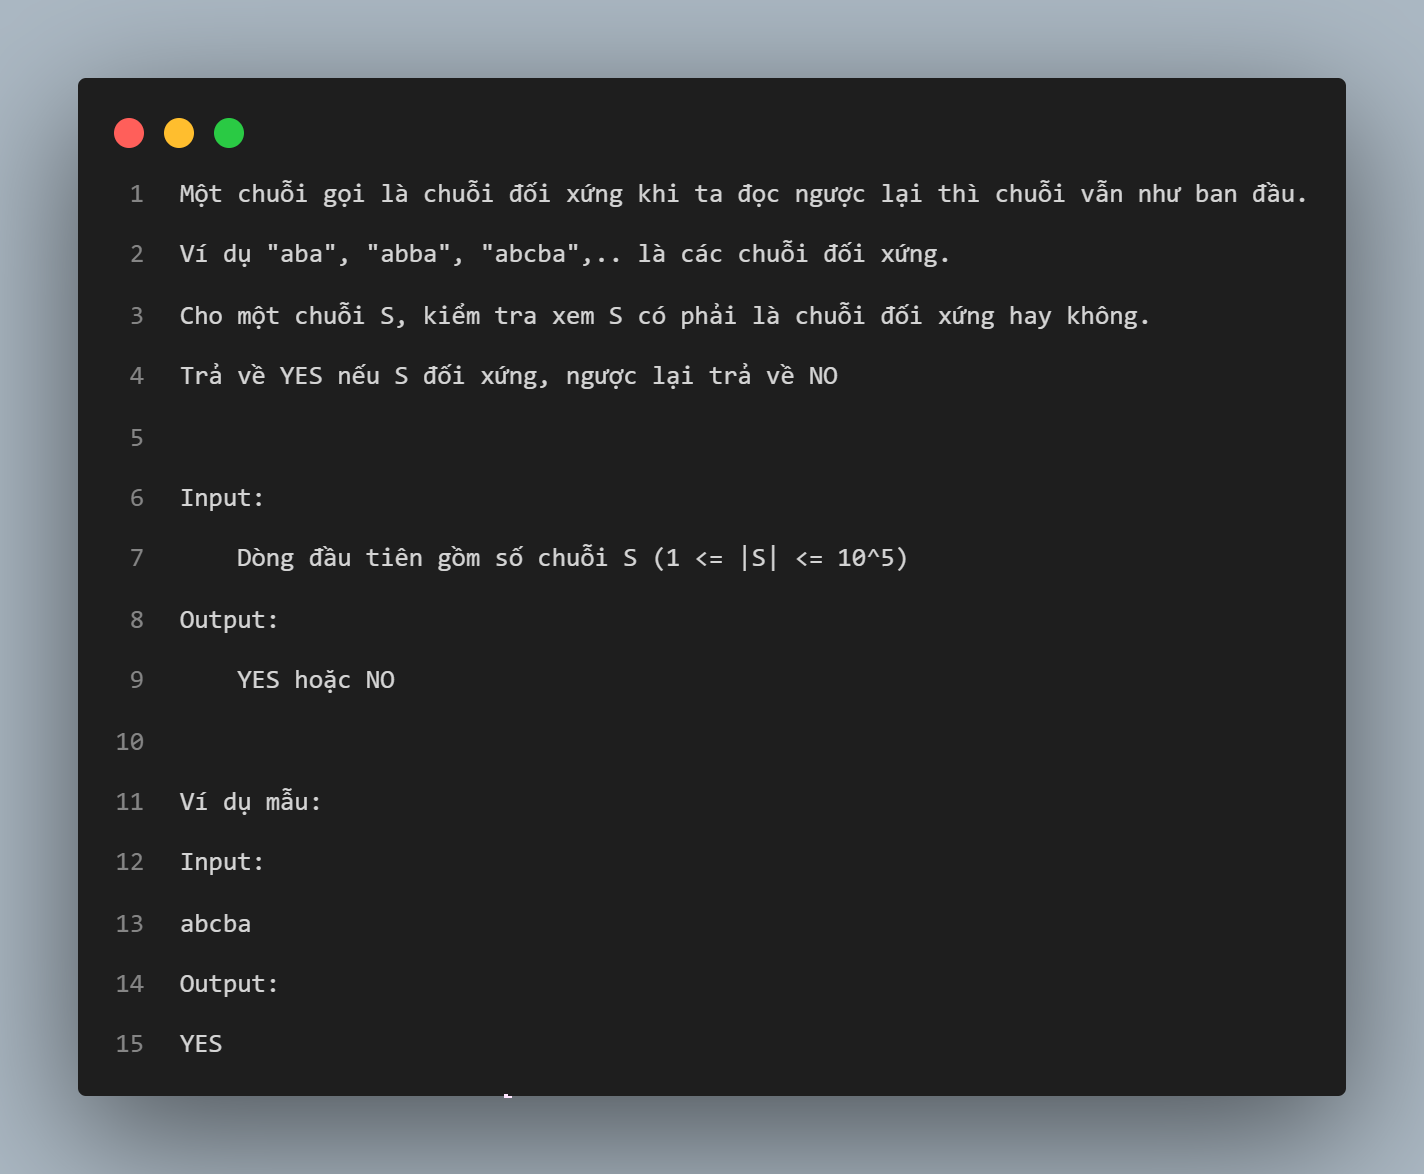 1 Một chuỗi gọi là chuỗi đối xứng khi ta đọc ngược lại thì chuỗi vẫn như ban đầu.
2 Ví dụ "aba", "abba", "abcba",.. là các chuỗi đối xứng.
3 Cho một chuỗi S, kiểm tra xem S có phải là chuỗi đối xứng hay không.
4 Trả về YES nếu S đối xứng, ngược lại trả về NO
5
6 Input:
7 Dòng đầu tiên gồm số chuỗi S (1 <= |S| <= 10^5)
8 Output:
9 YES hoặc NO
10
11 Ví dụ mẫu:
12 Input:
13 abcba
14 Output:
15 YES